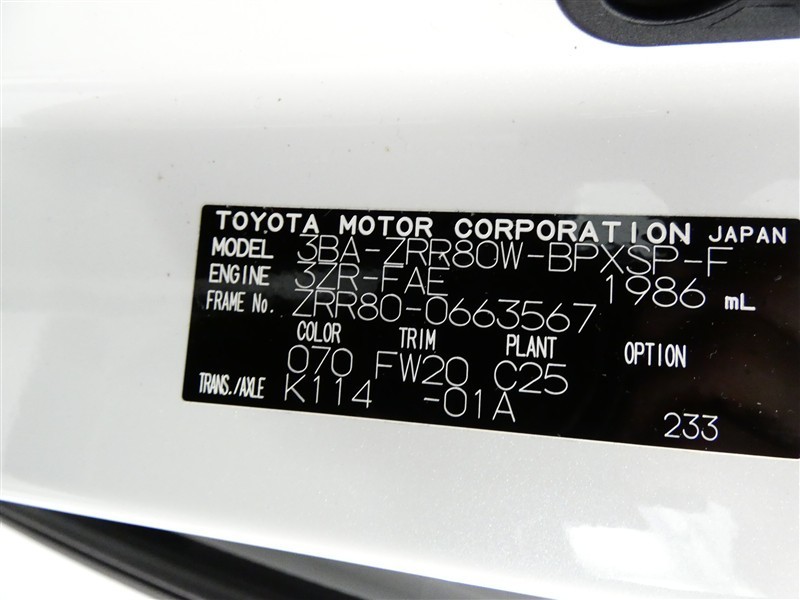 TOYOTA MOTOR CORPORATION JAPAN
MODEL 3BA-ZRR80W-BPXSP-F
ENGINE 3ZR-FAE 1986 mL
FRAME No. ZRR80-0663567
COLOR TRIM PLANT OPTION
070 FW20 C25
TRANS./AXLE K114 -01A
233